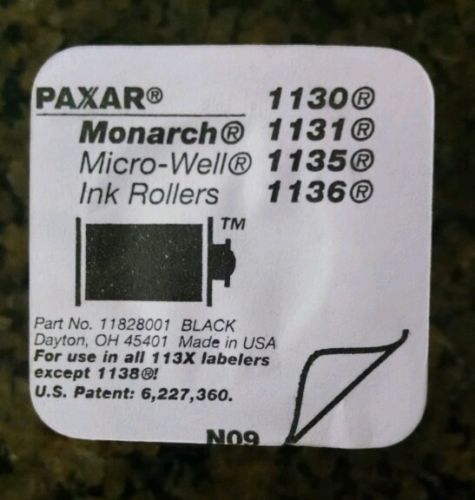 PAXAR® 1130®
Monarch® 1131®
Micro-Well® 1135®
Ink Rollers 1136®
TM
Part No. 11828001 BLACK
Dayton, OH 45401 Made in USA
For use in all 113X labelers
except 1138®!
U.S. Patent: 6,227,360.
N09